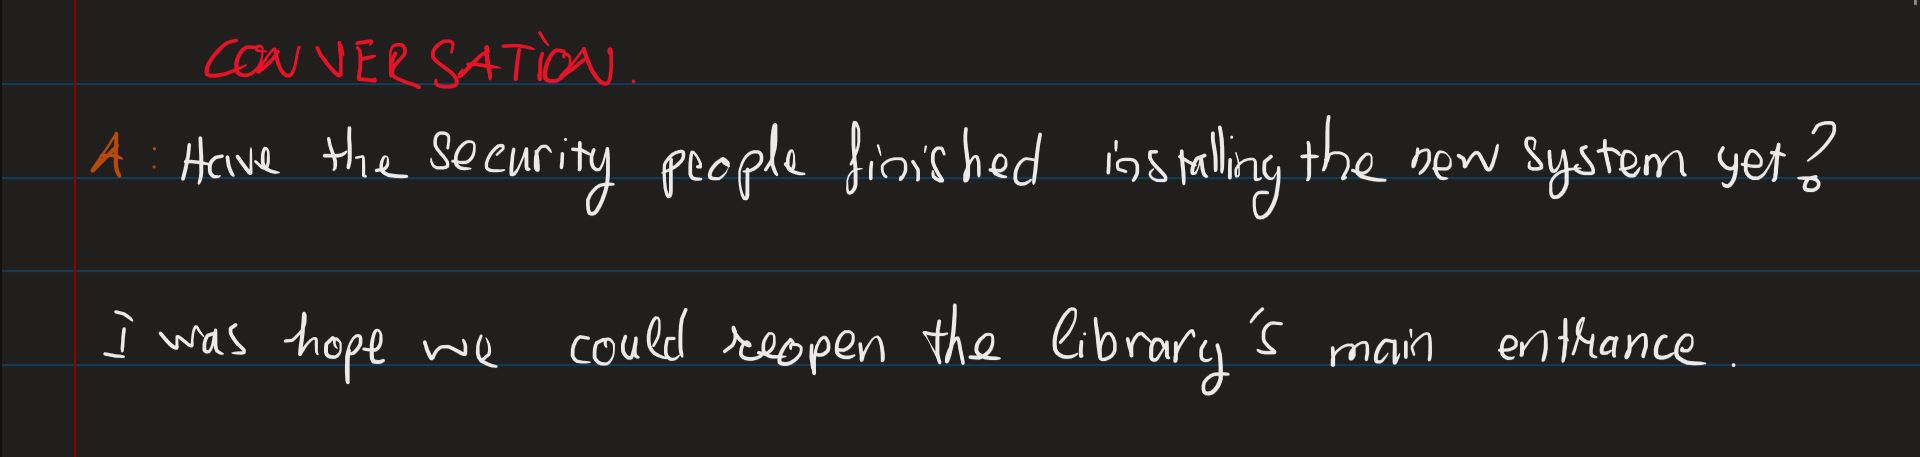 CONVERSATION.
A: Have the security people finished installing the new system yet?
I was hope we could reopen the library's main entrance.